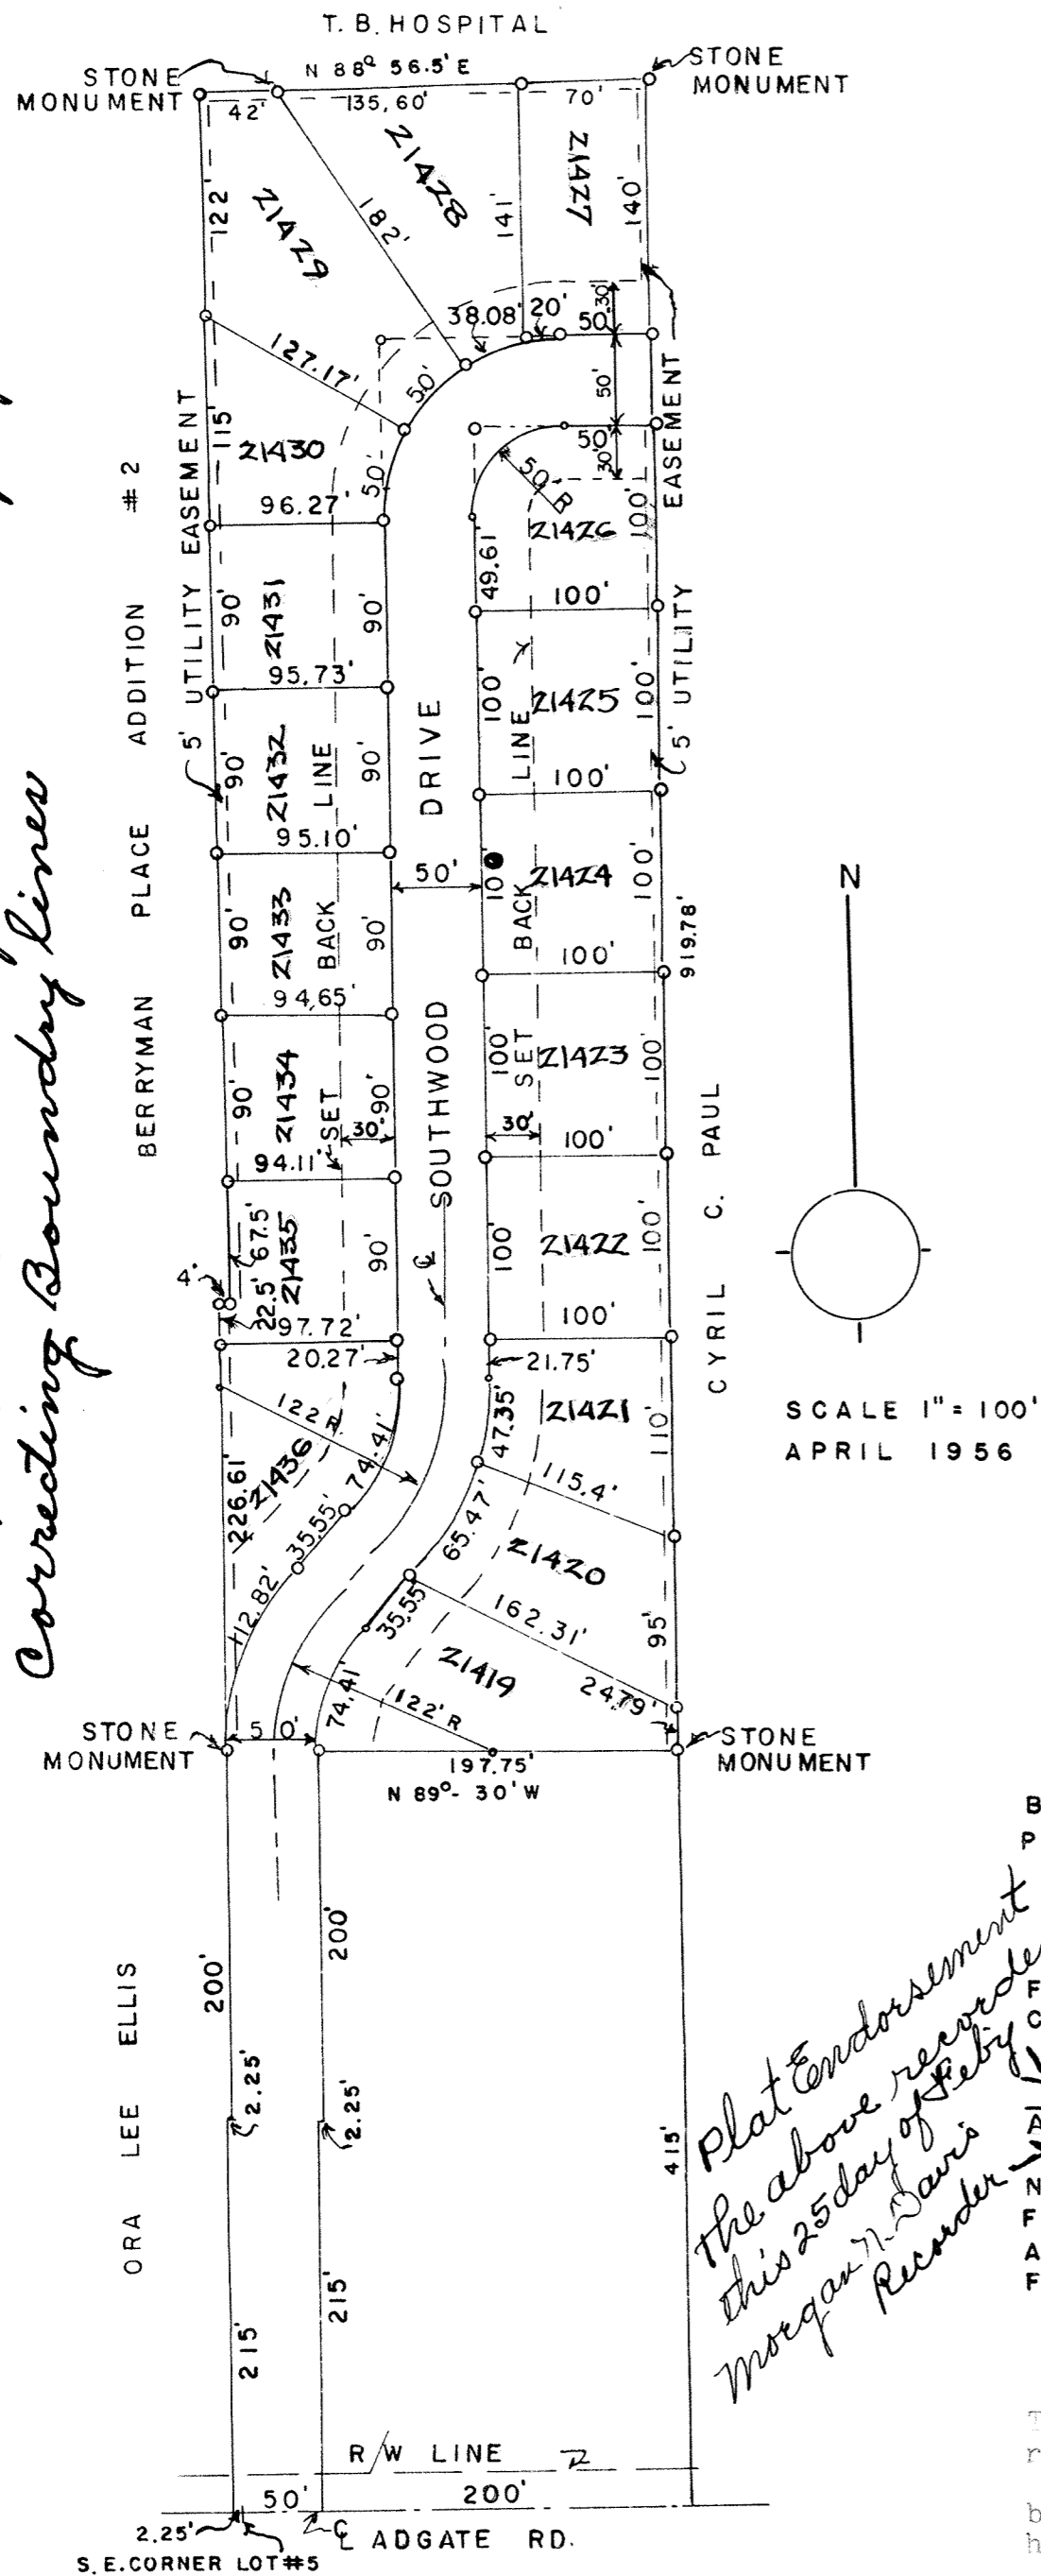 T. B. HOSPITAL
STONE MONUMENT
N 88° 56.5' E
STONE MONUMENT
42'
135.60'
70'
122'
21429
182'
21428
141'
21427
140'
38.08'
20'
50'
30'
127.17'
50'
50'
EASEMENT
115'
21430
50'
50'
30'
96.27'
50' R
21426
100'
# 2
UTILITY EASEMENT
49.61'
100'
90'
21431
90'
95.73'
100'
21425
100'
5' UTILITY
5'
ADDITION
DRIVE
LINE
100'
90'
21432
LINE
90'
95.10'
50'
10
21424
100'
PLACE
BACK
100'
919.78'
N
90'
21433
BACK
90'
94.65'
BERRYMAN
SOUTHWOOD
100'
SET
21423
100'
90'
21434
SET
90'
30'
30'
100'
94.11'
CYRIL C. PAUL
67.5'
21435
90'
100'
21422
100'
4'
22.5'
℄
97.72'
100'
20.27'
21.75'
122' R
74.41'
47.35'
21421
110'
SCALE 1" = 100'
APRIL 1956
226.61'
21436
115.4'
35.55'
65.47'
21420
112.82'
162.31'
95'
35.55
21419
24.79'
74.41'
122' R
STONE MONUMENT
50'
STONE MONUMENT
197.75'
N 89°- 30' W
Correcting Boundry lines
ORA LEE ELLIS
200'
200'
2.25'
2.25'
415'
215'
215'
Plat Endorsement
The above recorde
this 25 day of Feby
Morgan N. Davis
Recorder
B
P
F
C
A
N
F
A
F
T
r
b
h
R/W LINE
50'
200'
2.25'
℄ ADGATE RD.
S. E. CORNER LOT #5